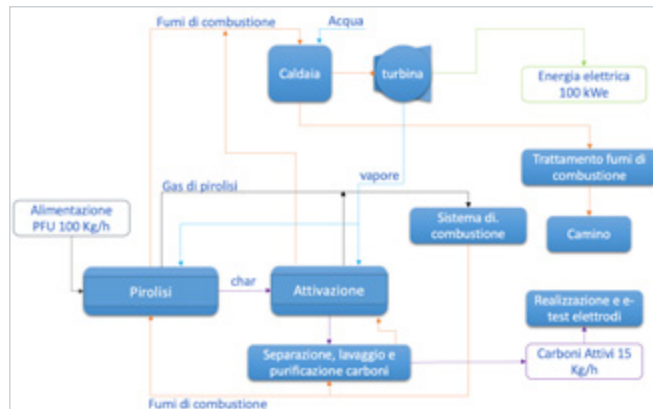 Fumi di combustione
Acqua
Caldaia
turbina
Energia elettrica
100 kWe
Trattamento fumi di
combustione
Gas di pirolisi
vapore
Alimentazione
PFU 100 Kg/h
Sistema di.
combustione
Camino
Pirolisi
char
Attivazione
Realizzazione e e-
test elettrodi
Separazione, lavaggio e
purificazione carboni
Carboni Attivi 15
Kg/h
Fumi di combustione